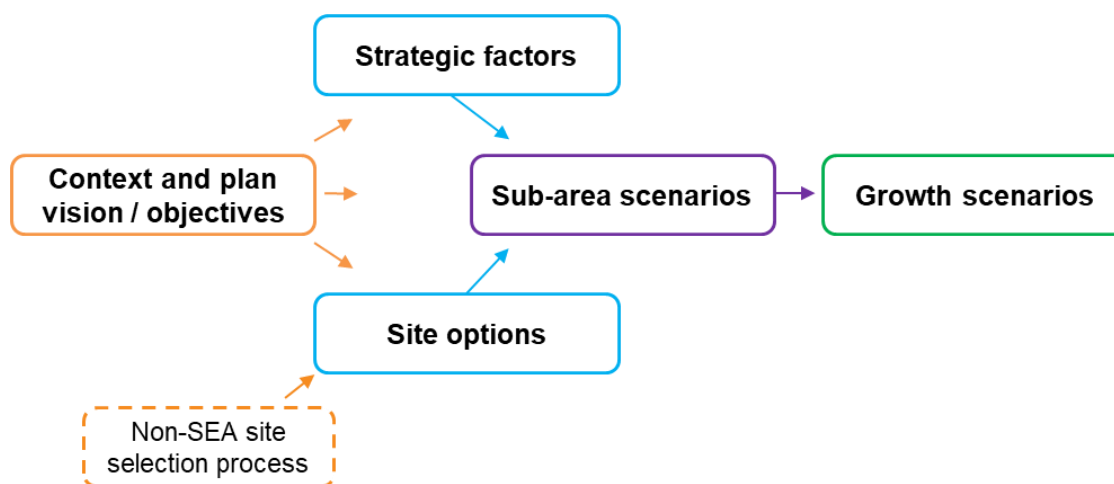 Strategic factors
Context and plan
vision / objectives
Sub-area scenarios
Growth scenarios
Site options
Non-SEA site
selection process